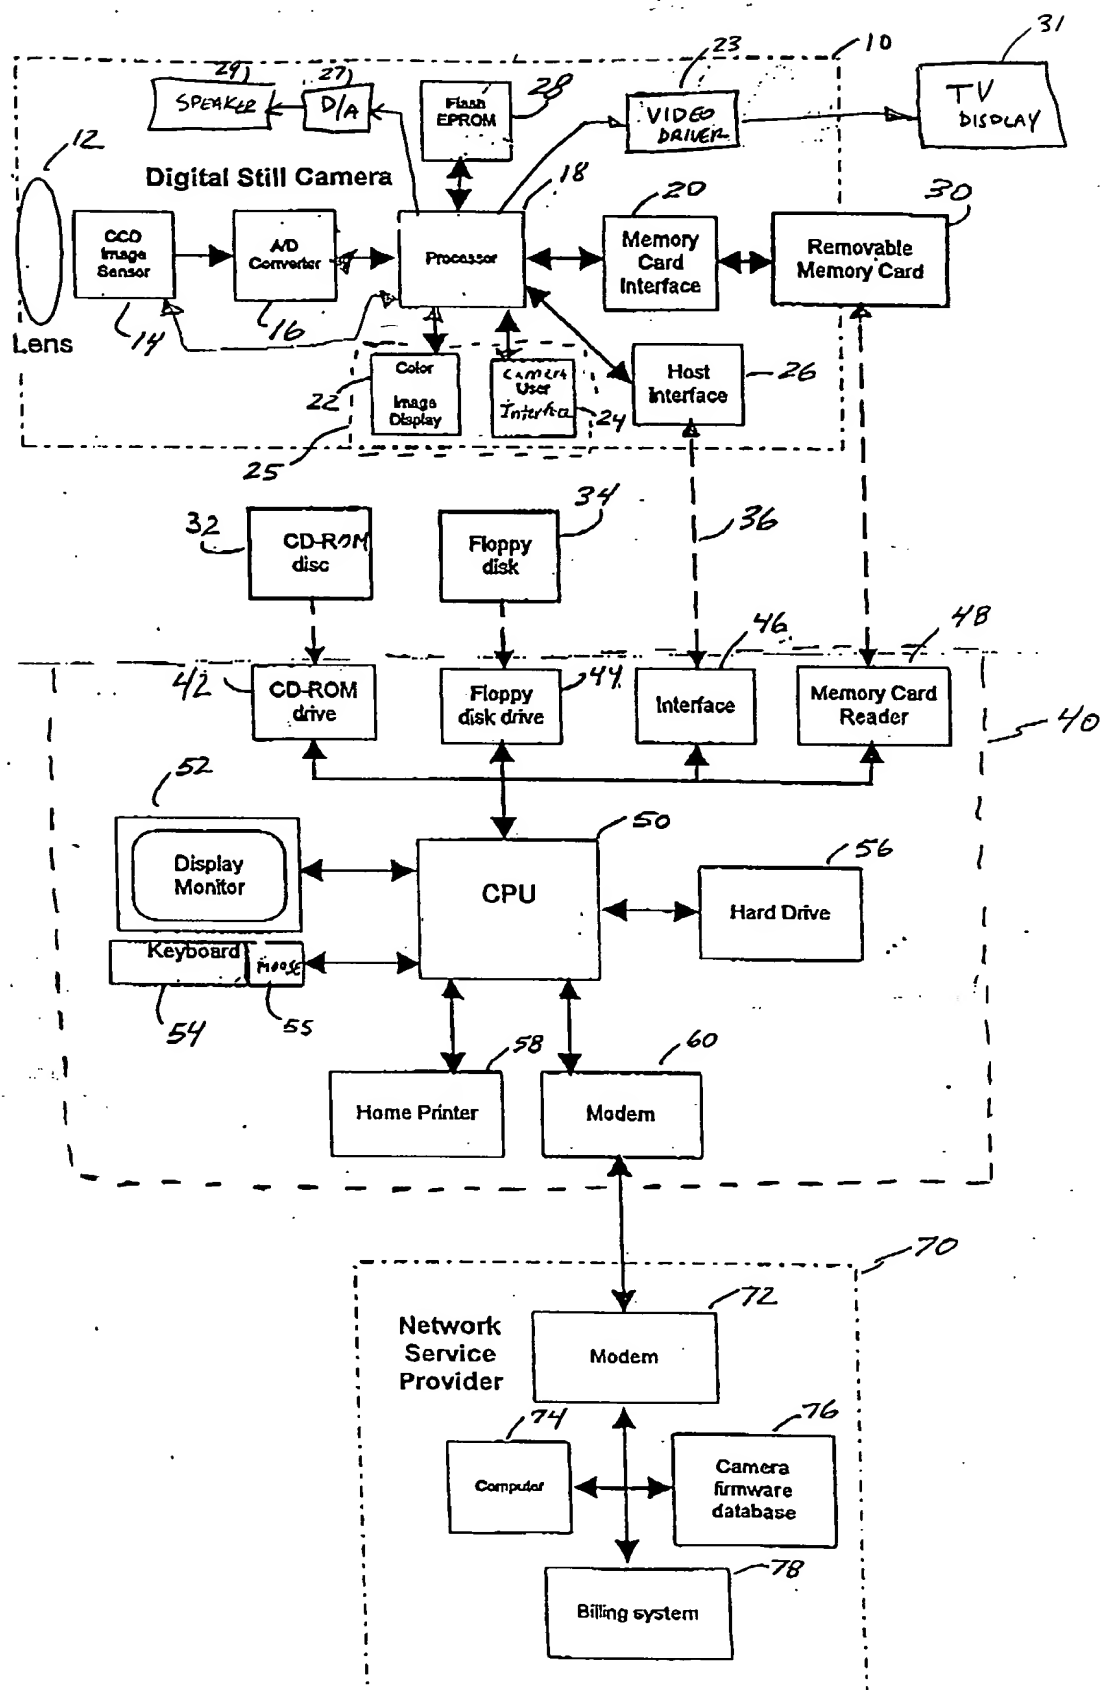 31
10
23
29
27
28
SPEAKER
D/A
Flash
EPROM
VIDEO
DRIVER
TV
DISPLAY
12
Digital Still Camera
18
20
30
CCD
Image
Sensor
A/D
Converter
Processor
Memory
Card
Interface
Removable
Memory Card
14
16
Lens
22
Color
Image
Display
Camera
User
Interface
24
Host
Interface
26
25
32
CD-ROM
disc
34
Floppy
disk
36
46
48
42
CD-ROM
drive
Floppy
disk drive
44
Interface
Memory Card
Reader
40
52
50
56
Display
Monitor
CPU
Hard Drive
Keyboard
MOUSE
54
55
58
60
Home Printer
Modem
70
72
Network
Service
Provider
Modem
74
76
Computer
Camera
firmware
database
78
Billing system